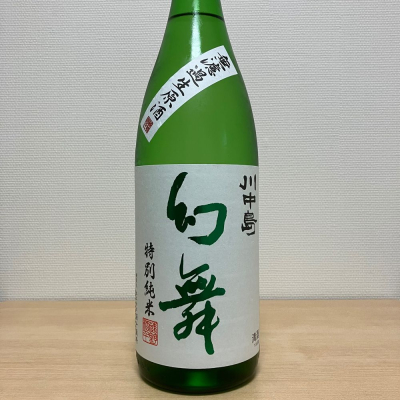 無濾過生原酒
川中島
幻舞
特別純米